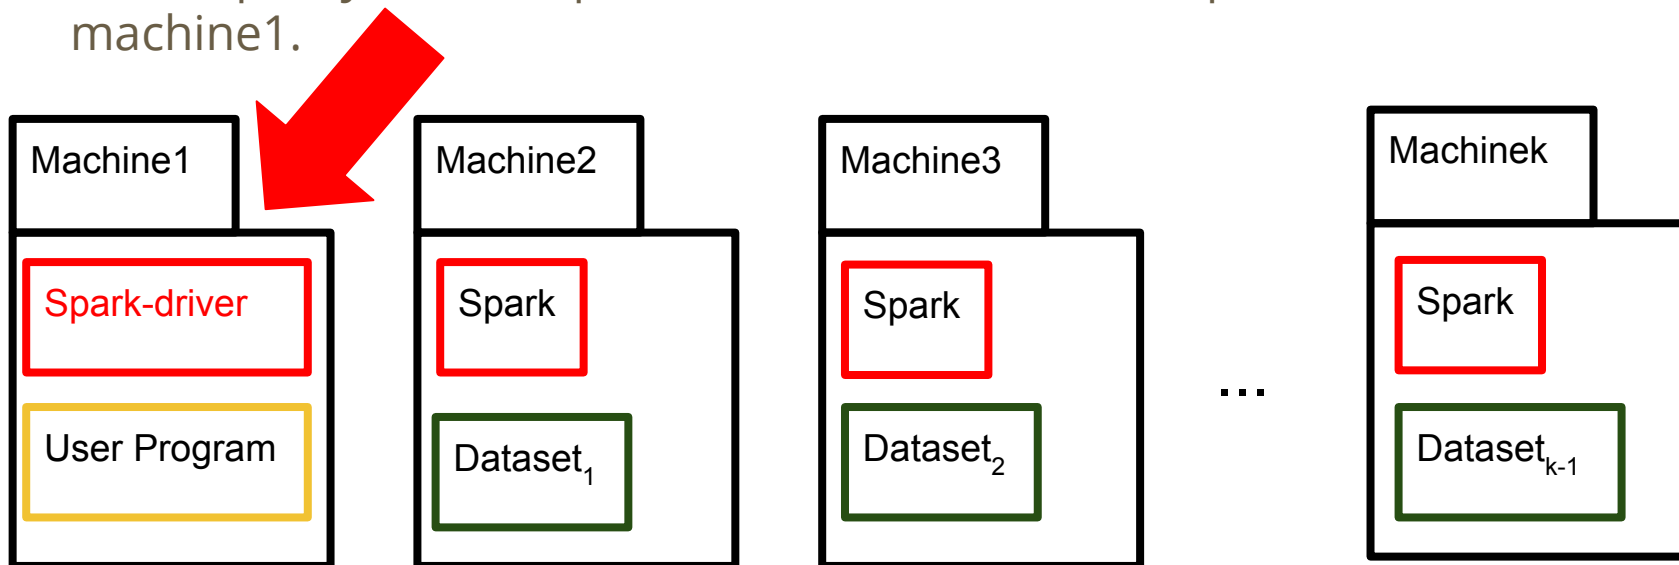 machine1.
Machine1
Machine2
Machine3
Machinek
Spark-driver
Spark
Spark
Spark
...
User Program
Dataset1
Dataset2
Datasetk-1